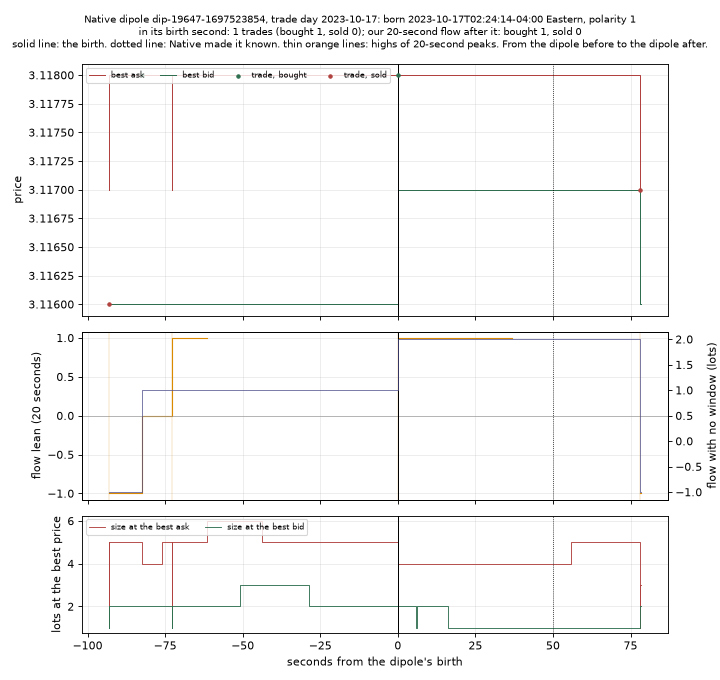 Native dipole dip-19647-1697523854, trade day 2023-10-17: born 2023-10-17T02:24:14-04:00 Eastern, polarity 1
in its birth second: 1 trades (bought 1, sold 0); our 20-second flow after it: bought 1, sold 0
solid line: the birth. dotted line: Native made it known. thin orange lines: highs of 20-second peaks. From the dipole before to the dipole after.
best ask best bid trade, bought trade, sold
price
3.11800
3.11775
3.11750
3.11725
3.11700
3.11675
3.11650
3.11625
3.11600
flow lean (20 seconds)
1.0
0.5
0.0
−0.5
−1.0
2.0
1.5
1.0
0.5
0.0
−0.5
−1.0
flow with no window (lots)
size at the best ask size at the best bid
lots at the best price
6
4
2
−100 −75 −50 −25 0 25 50 75
seconds from the dipole's birth